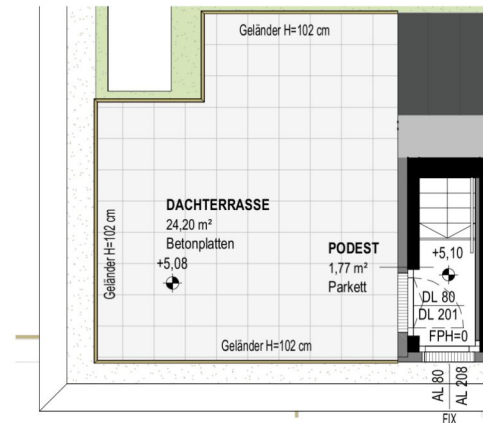 Geländer H=102 cm
Geländer H=102 cm
DACHTERRASSE
24,20 m²
Betonplatten
+5,08
PODEST
1,77 m²
Parkett
+5,10
DL 80
DL 201
FPH=0
Geländer H=102 cm
AL 80
AL 208
FIX